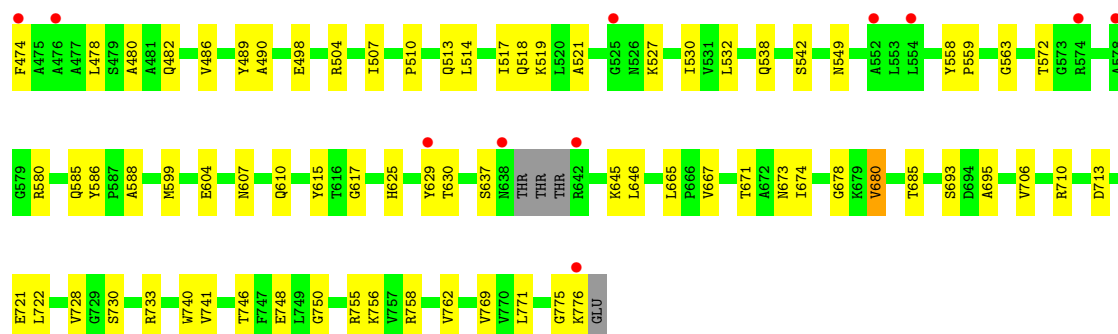 F474 A475 A476 A477 L478 S479 A480 A481 Q482 V486 Y489 A490 E498 R504 I507 P510 Q513 L514 I517 Q518 K519 L520 A521 G525 N526 K527 I530 V531 L532 Q538 S542 N549 A552 L553 L554 Y558 P559 G563 T572 G573 R574 A578
G579 R580 Q585 Y586 P587 A588 M599 E604 N607 Q610 Y615 T616 G617 H625 Y629 T630 S637 N638 THR THR THR R642 K645 L646 L665 P666 V667 T671 A672 N673 I674 G678 K679 V680 T685 S693 D694 A695 V706 R710 D713
E721 L722 V728 G729 S730 R733 W740 V741 T746 F747 E748 L749 G750 R755 K756 V757 R758 V762 V769 V770 L771 G775 K776 GLU